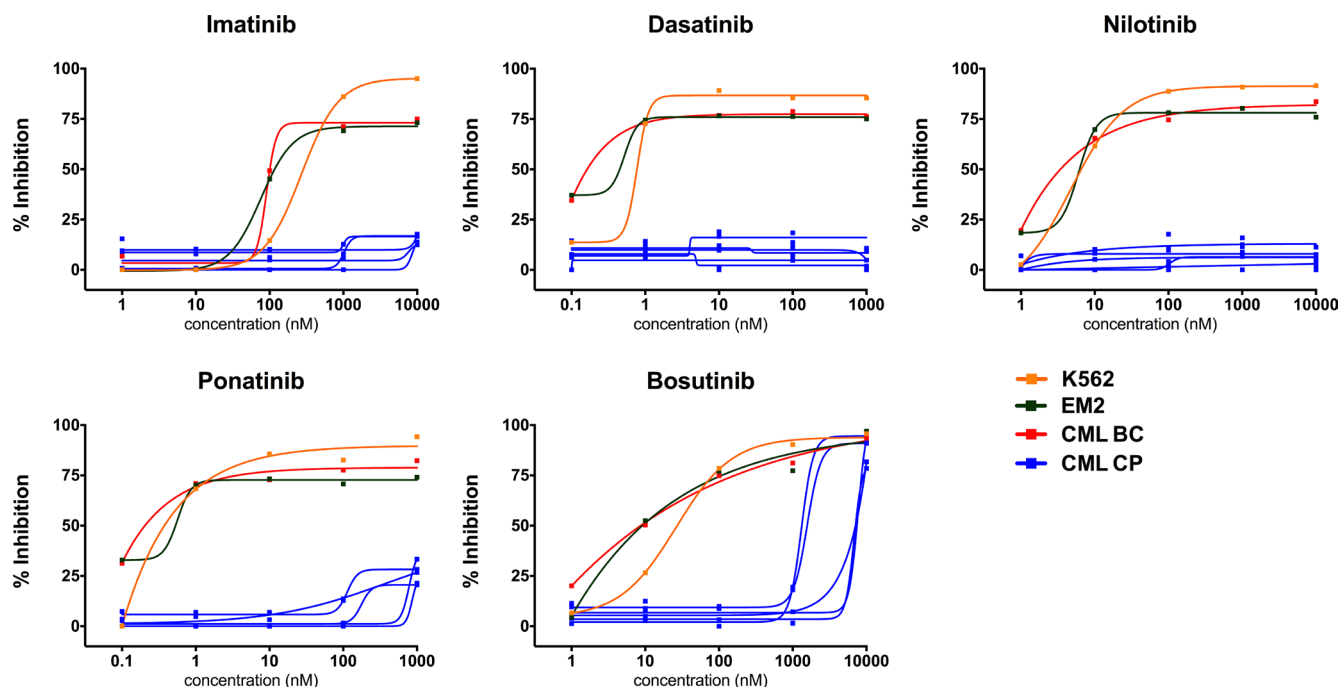 Imatinib
Dasatinib
Nilotinib
% Inhibition
100
75
50
25
0
1 10 100 1000 10000
concentration (nM)
% Inhibition
100
75
50
25
0
0.1 1 10 100 1000
concentration (nM)
% Inhibition
100
75
50
25
0
1 10 100 1000 10000
concentration (nM)
Ponatinib
Bosutinib
% Inhibition
100
75
50
25
0
0.1 1 10 100 1000
concentration (nM)
% Inhibition
100
75
50
25
0
1 10 100 1000 10000
concentration (nM)
K562
EM2
CML BC
CML CP